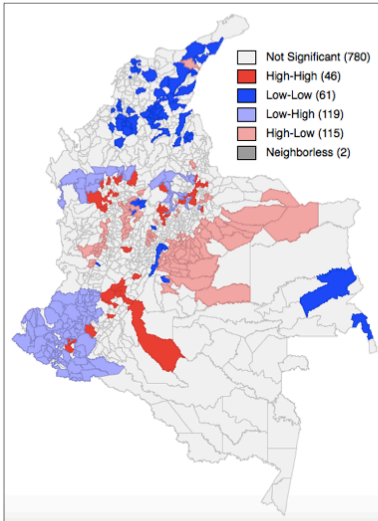 Not Significant (780)
High-High (46)
Low-Low (61)
Low-High (119)
High-Low (115)
Neighborless (2)